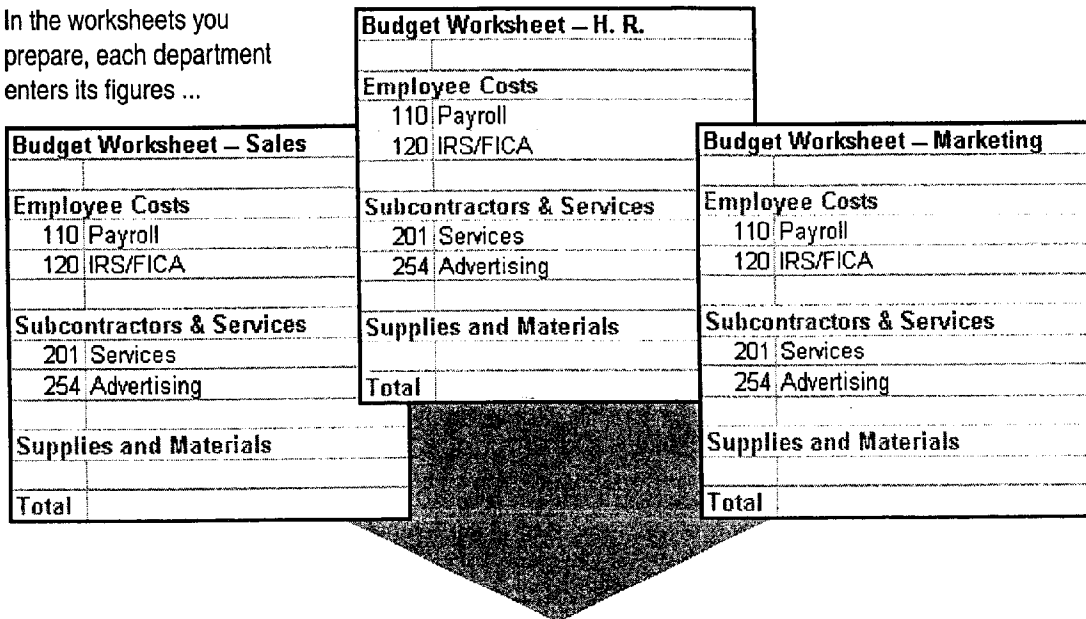 In the worksheets you
prepare, each department
enters its figures ...
Budget Worksheet – H. R.
Employee Costs
110 Payroll
120 IRS/FICA
Subcontractors & Services
201 Services
254 Advertising
Supplies and Materials
Total
Budget Worksheet – Sales
Employee Costs
110 Payroll
120 IRS/FICA
Subcontractors & Services
201 Services
254 Advertising
Supplies and Materials
Total
Budget Worksheet – Marketing
Employee Costs
110 Payroll
120 IRS/FICA
Subcontractors & Services
201 Services
254 Advertising
Supplies and Materials
Total